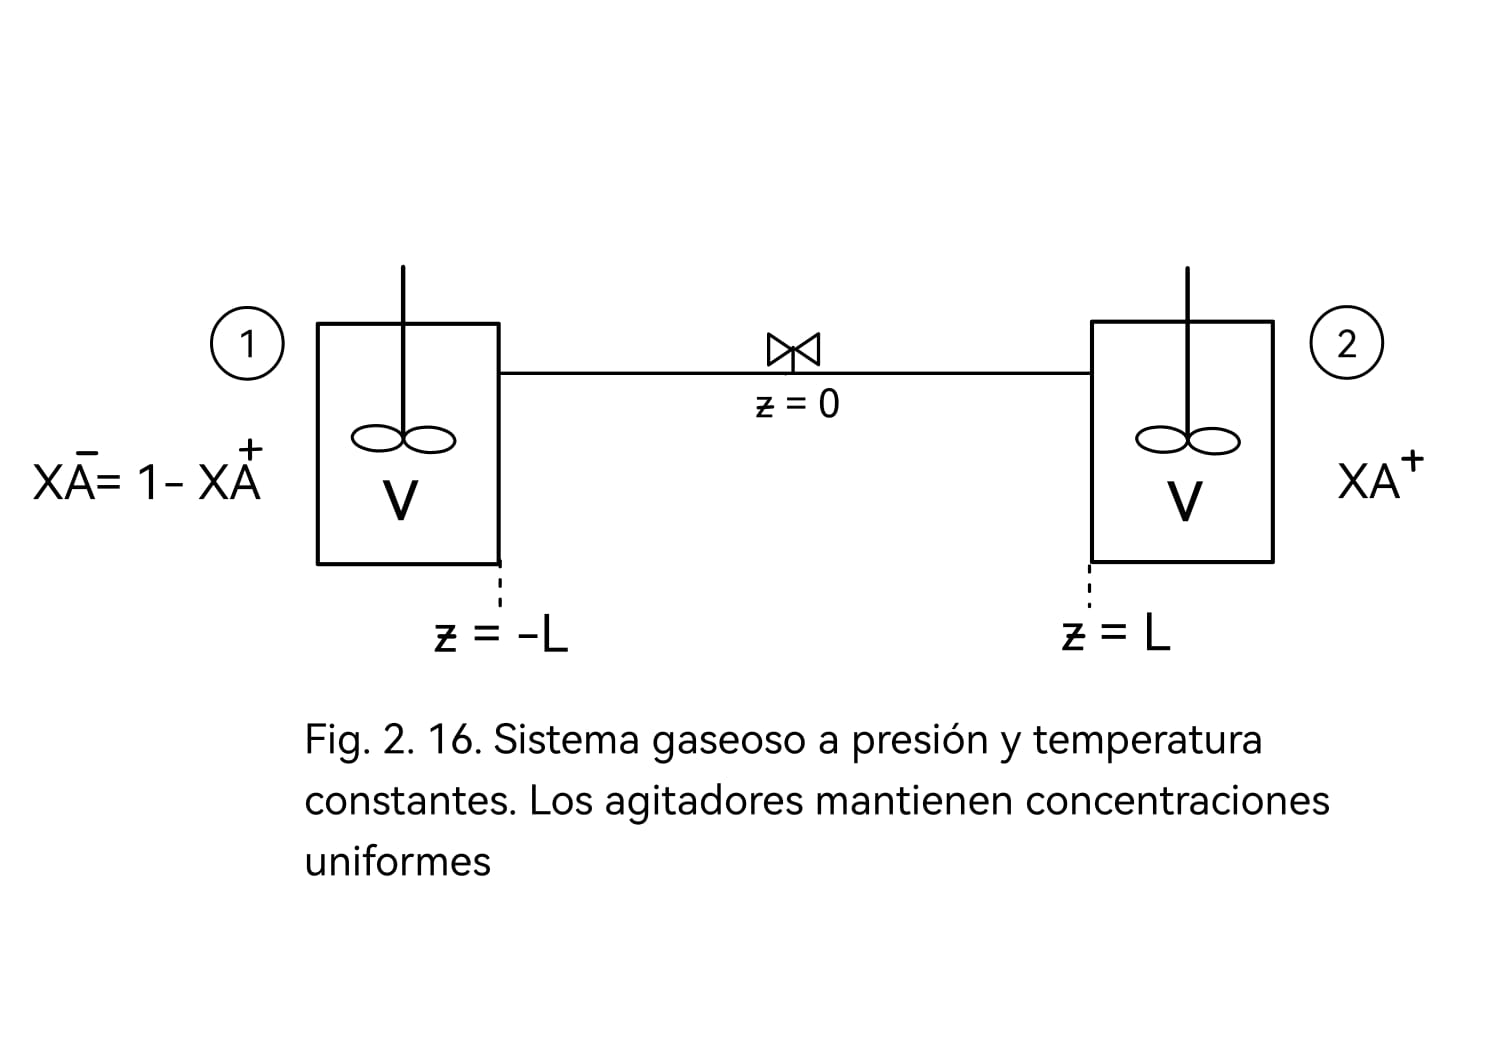 1
2
z = 0
XA̅= 1- XA⁺
V
V
XA⁺
z = -L
z = L
Fig. 2. 16. Sistema gaseoso a presión y temperatura
constantes. Los agitadores mantienen concentraciones
uniformes